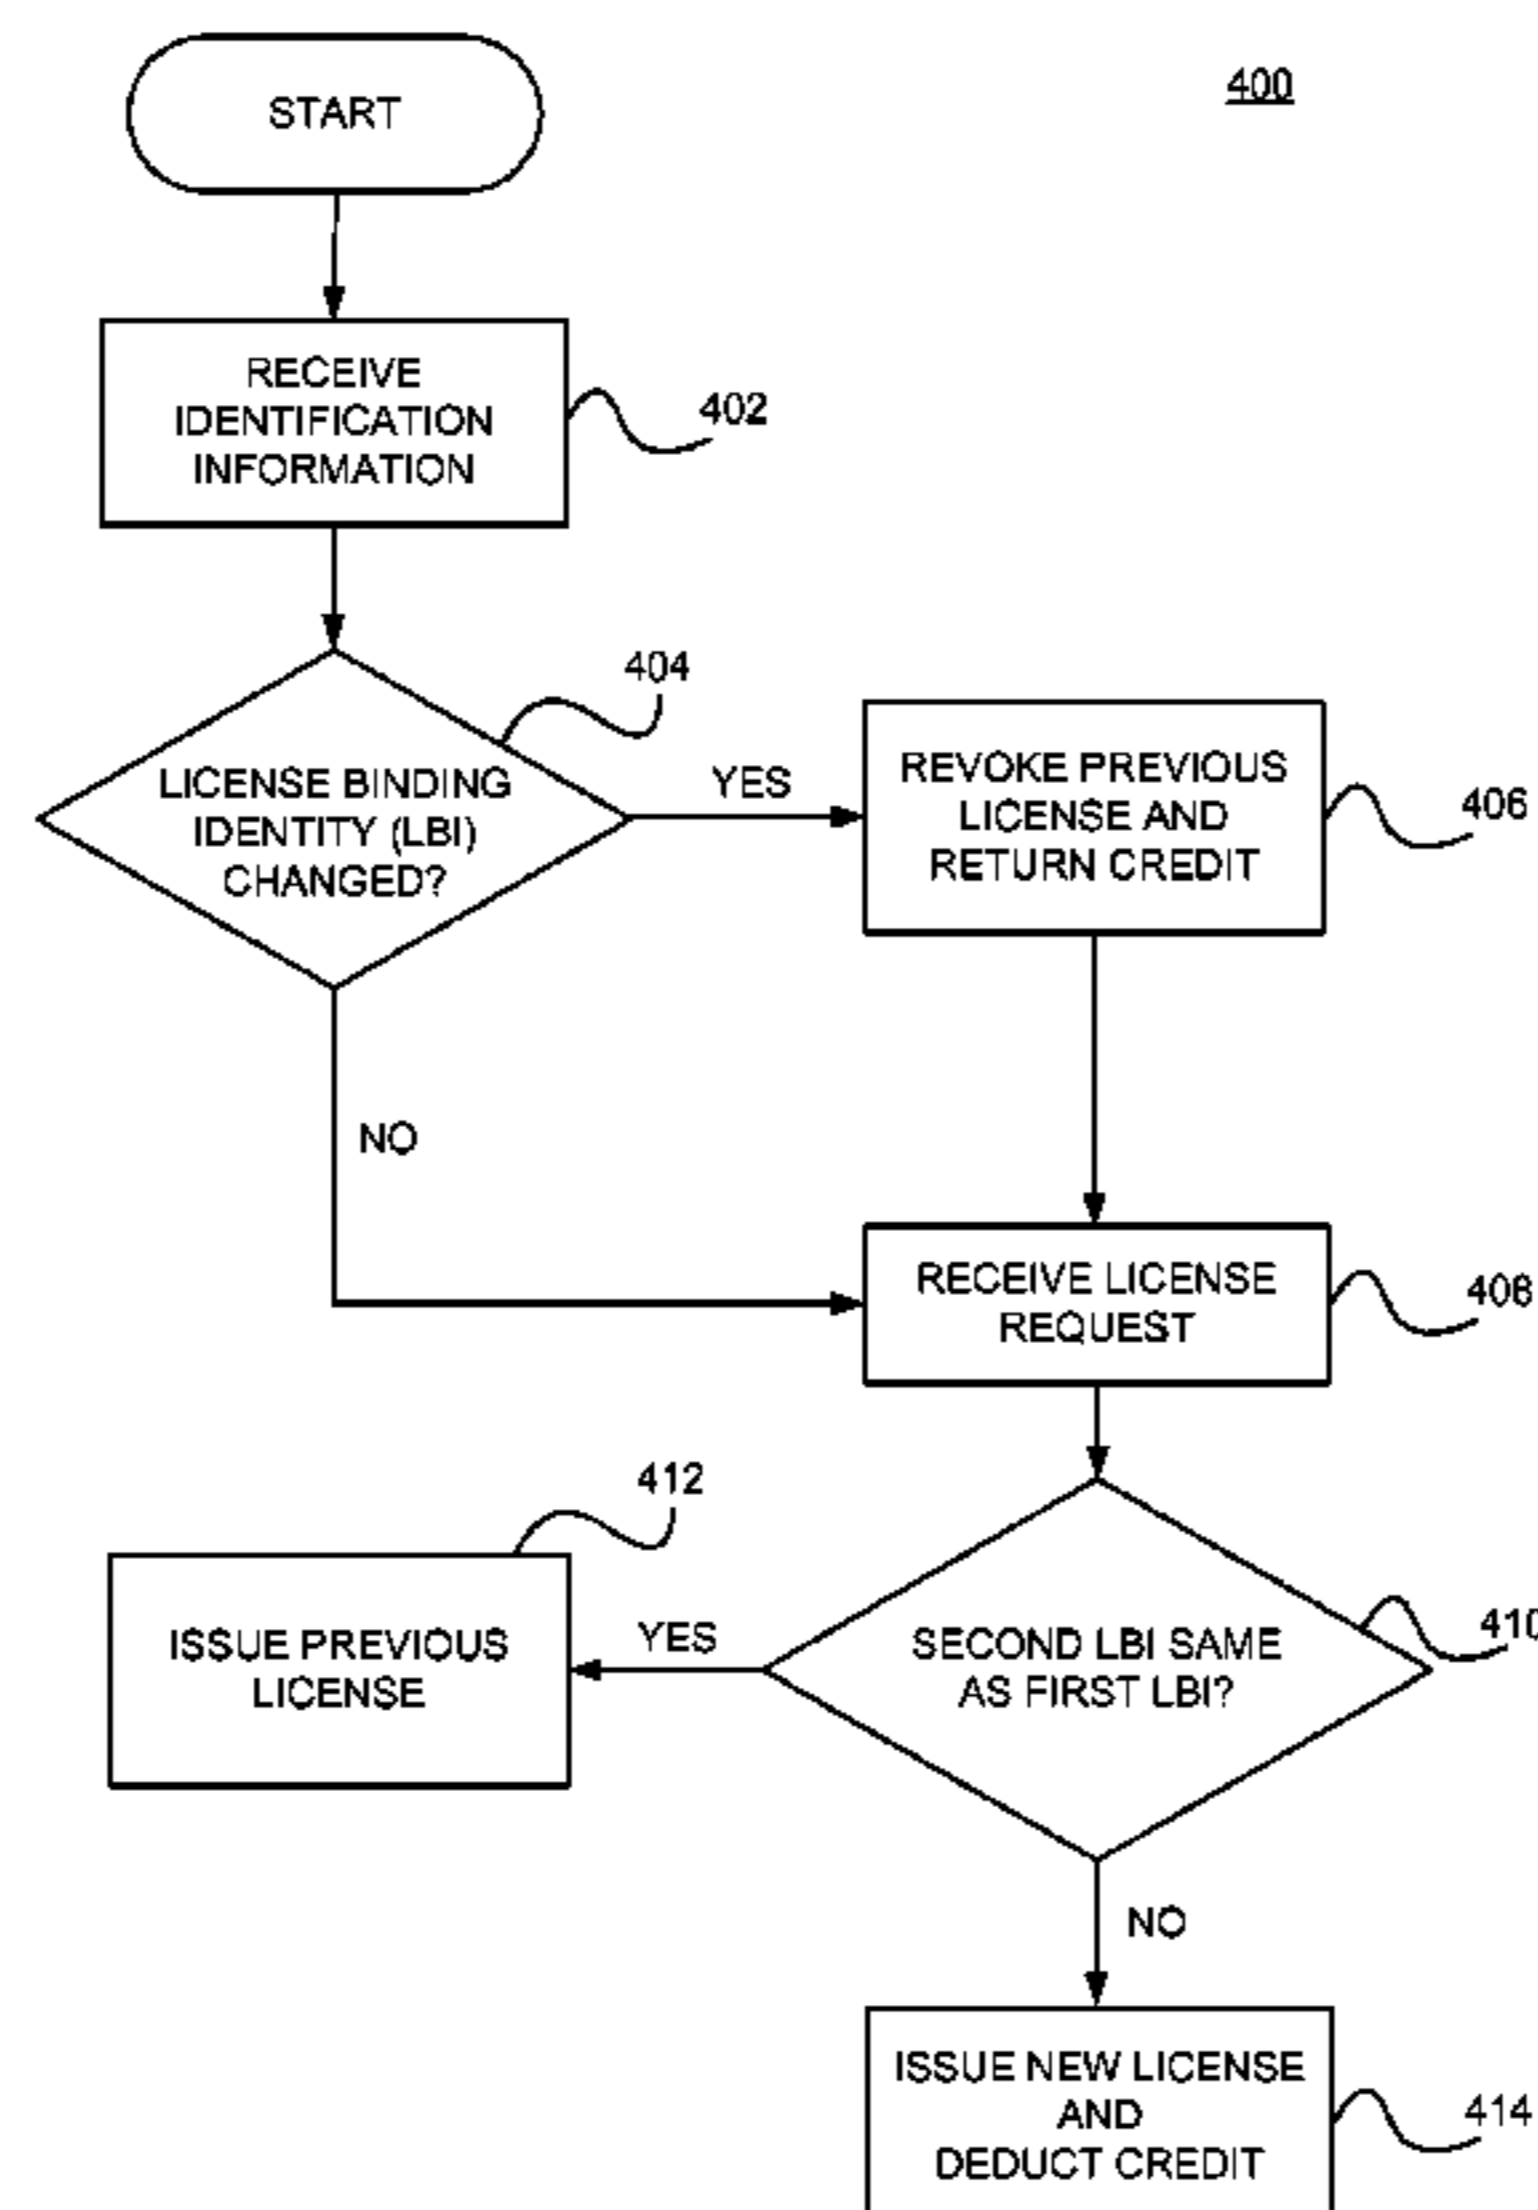 START
400
RECEIVE
IDENTIFICATION
INFORMATION
402
404
LICENSE BINDING
IDENTITY (LBI)
CHANGED?
YES
REVOKE PREVIOUS
LICENSE AND
RETURN CREDIT
406
NO
RECEIVE LICENSE
REQUEST
408
412
ISSUE PREVIOUS
LICENSE
YES
SECOND LBI SAME
AS FIRST LBI?
410
NO
ISSUE NEW LICENSE
AND
DEDUCT CREDIT
414